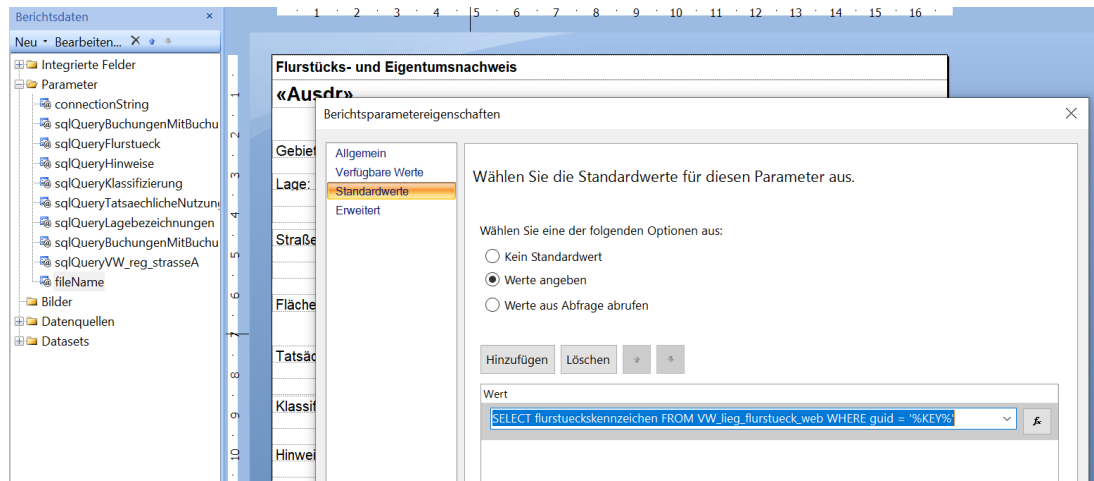 Berichtsdaten ×
Neu Bearbeiten...
Integrierte Felder
Parameter
connectionString
sqlQueryBuchungenMitBuchu
sqlQueryFlurstueck
sqlQueryHinweise
sqlQueryKlassifizierung
sqlQueryTatsaechlicheNutzun
sqlQueryLagebezeichnungen
sqlQueryBuchungenMitBuchu
sqlQueryVW_reg_strasseA
fileName
Bilder
Datenquellen
Datasets
1 2 3 4 5 6 7 8 9 10 11 12 13 14 15 16
1
2
3
4
5
6
7
8
9
10
Flurstücks- und Eigentumsnachweis
«Ausdr»
Gebiet
Lage:
Straße
Fläche
Tatsäc
Klassif
Hinwei
Berichtsparametereigenschaften
Allgemein
Verfügbare Werte
Standardwerte
Erweitert
Wählen Sie die Standardwerte für diesen Parameter aus.
Wählen Sie eine der folgenden Optionen aus:
Kein Standardwert
Werte angeben
Werte aus Abfrage abrufen
Hinzufügen Löschen
Wert
SELECT flurstueckskennzeichen FROM VW_lieg_flurstueck_web WHERE guid = '%KEY%'
fx